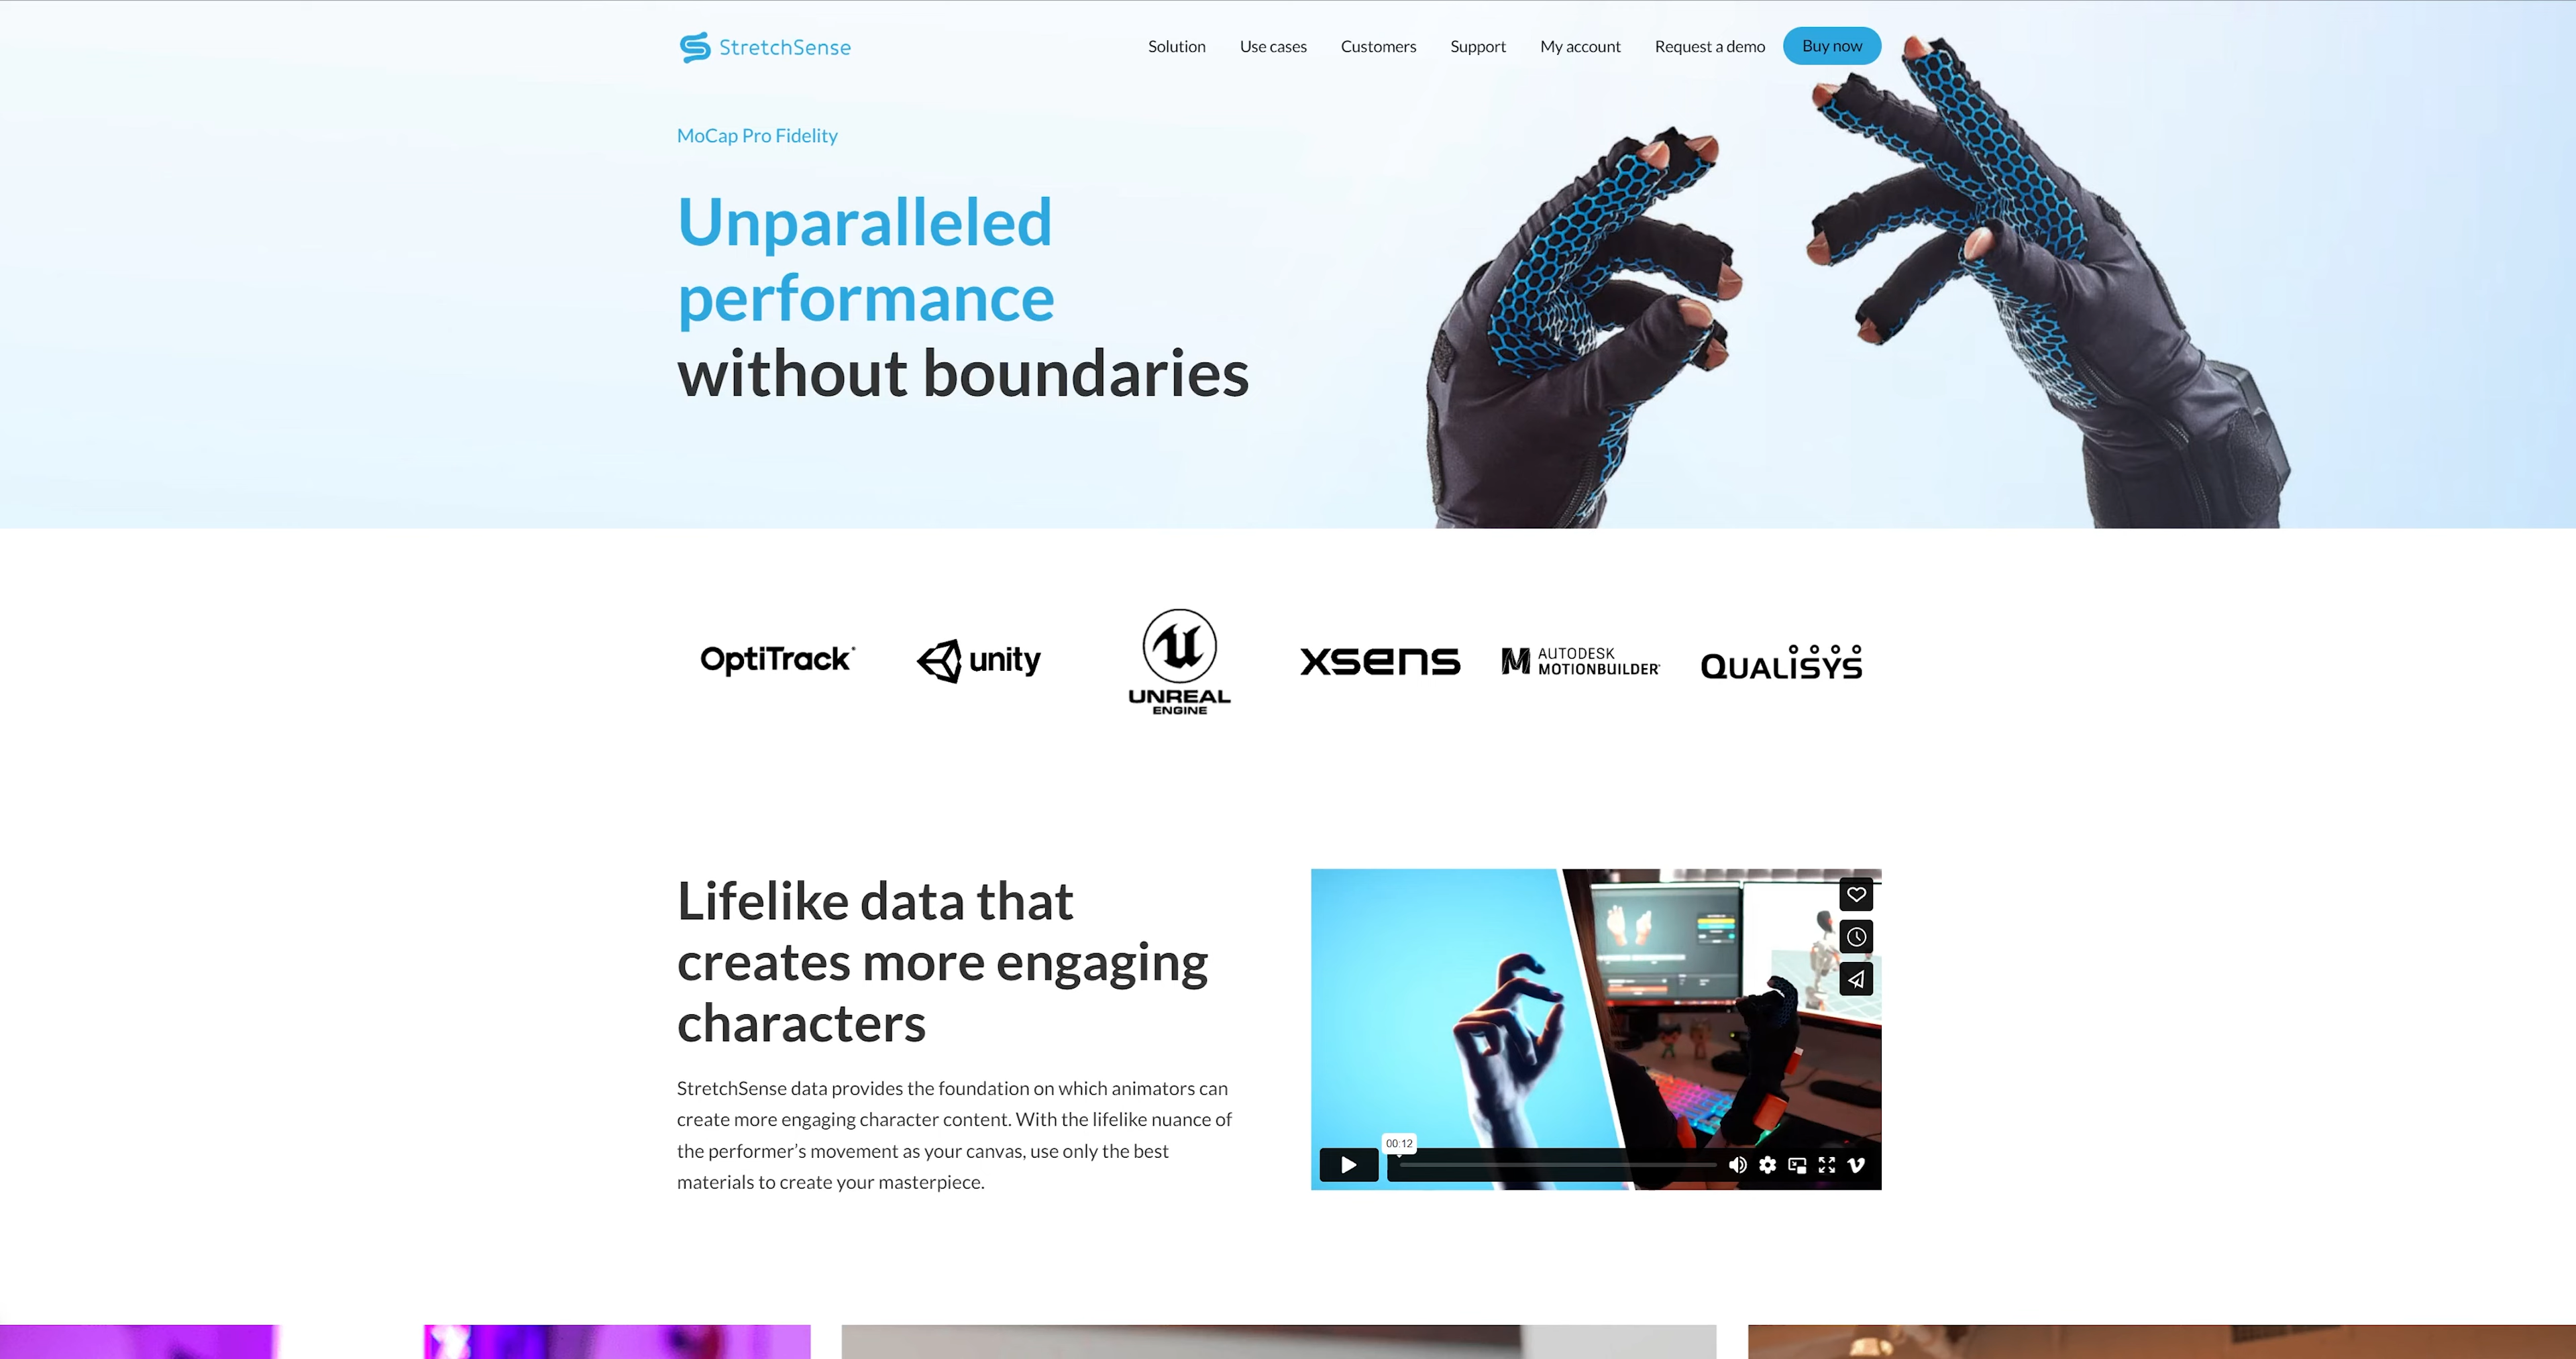 StretchSense
Solution
Use cases
Customers
Support
My account
Request a demo
Buy now
MoCap Pro Fidelity
Unparalleled
performance
without boundaries
OptiTrack
unity
UNREAL
ENGINE
xsens
AUTODESK
MOTIONBUILDER
QUALISYS
Lifelike data that
creates more engaging
characters
StretchSense data provides the foundation on which animators can
create more engaging character content. With the lifelike nuance of
the performer’s movement as your canvas, use only the best
materials to create your masterpiece.
00:12